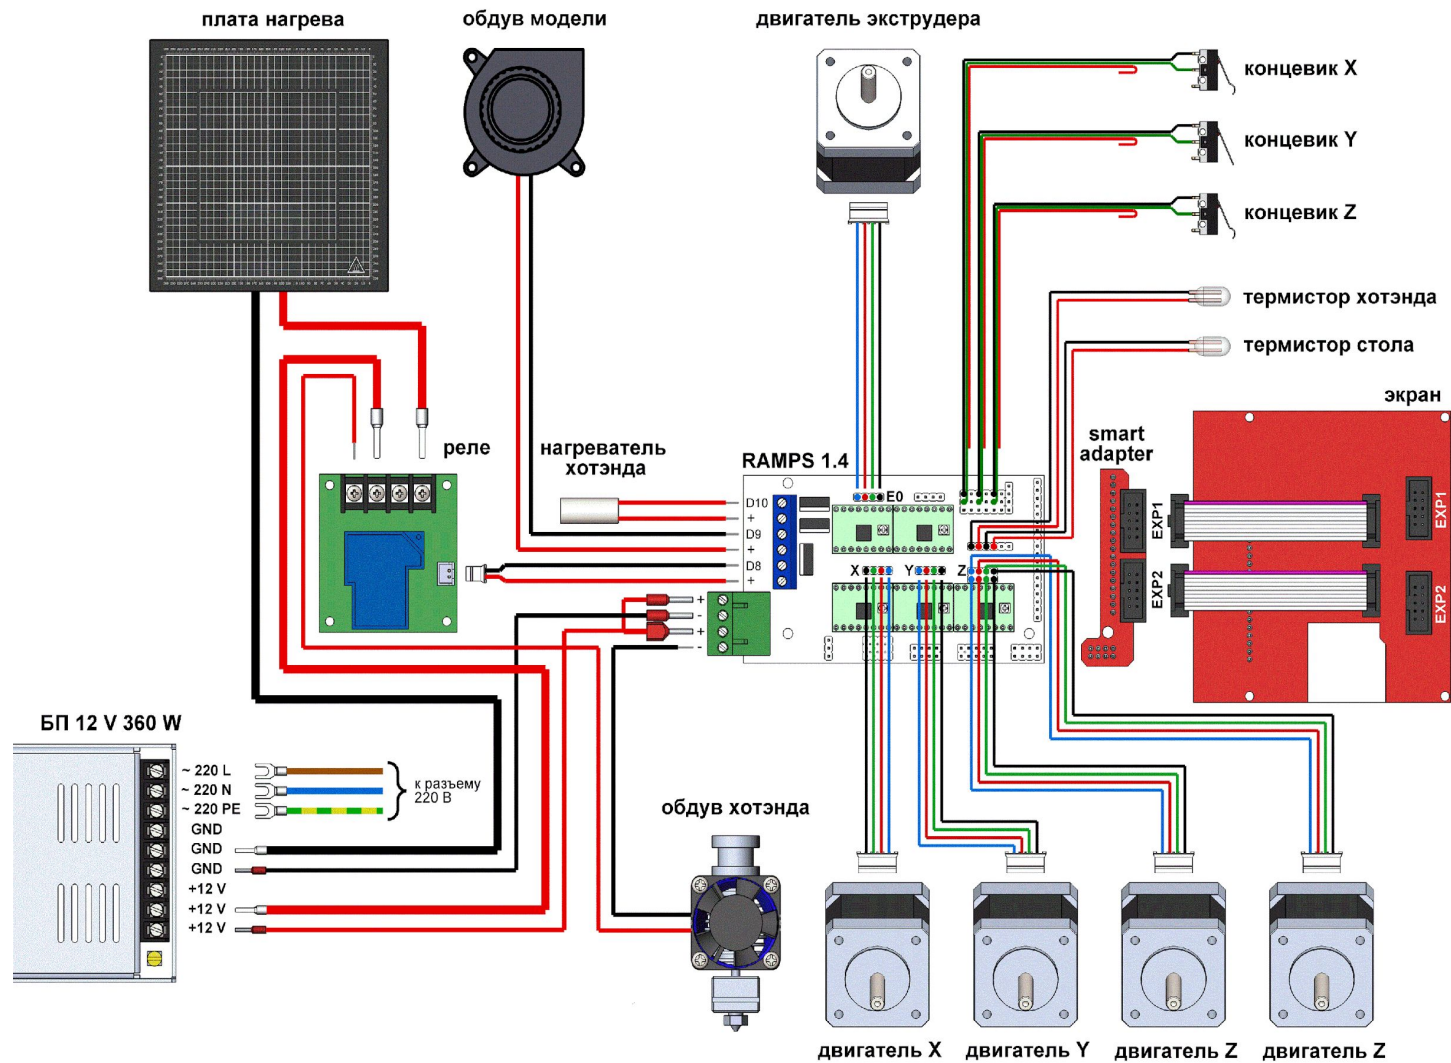 плата нагрева
обдув модели
двигатель экструдера
концевик X
концевик Y
концевик Z
термистор хотэнда
термистор стола
экран
smart
adapter
реле
нагреватель
хотэнда
RAMPS 1.4
D10
+
D9
+
D8
+
+
-
+
-
E0
X
Y
Z
EXP1
EXP2
EXP1
EXP2
БП 12 V 360 W
~ 220 L
~ 220 N
~ 220 PE
GND
GND
GND
+12 V
+12 V
+12 V
к разъему
220 В
обдув хотэнда
двигатель X
двигатель Y
двигатель Z
двигатель Z